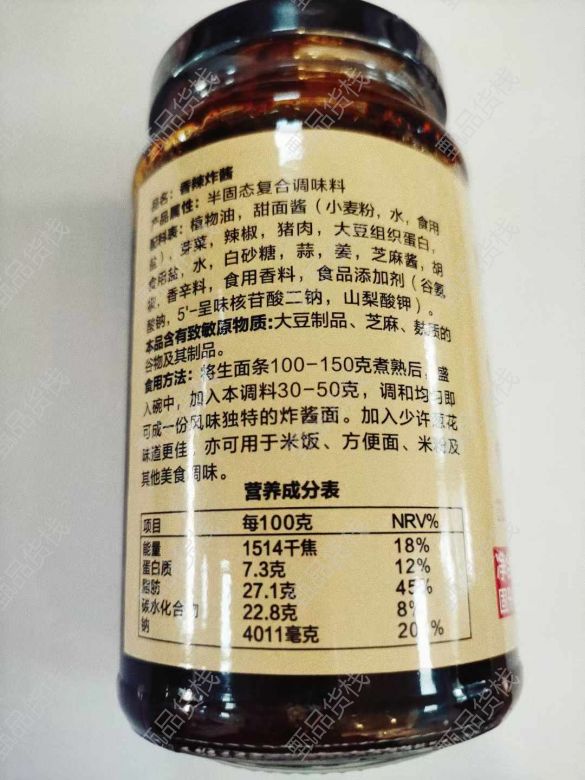 品名：香辣炸酱
产品属性：半固态复合调味料
配料表：植物油，甜面酱（小麦粉，水，食用
盐），芽菜，辣椒，猪肉，大豆组织蛋白，
食用盐，水，白砂糖，蒜，姜，芝麻酱，胡
椒，香辛料，食用香料，食品添加剂（谷氨
酸钠，5'-呈味核苷酸二钠，山梨酸钾）。
本品含有致敏原物质：大豆制品、芝麻、麸质的
谷物及其制品。
食用方法：将生面条100-150克煮熟后，盛
入碗中，加入本调料30-50克，调和均匀即
可成一份风味独特的炸酱面。加入少许葱花
味道更佳，亦可用于米饭、方便面、米粉及
其他美食调味。
营养成分表
项目 每100克 NRV%
能量 1514千焦 18%
蛋白质 7.3克 12%
脂肪 27.1克 45%
碳水化合物 22.8克 8%
钠 4011毫克
净
固
甄品货栈